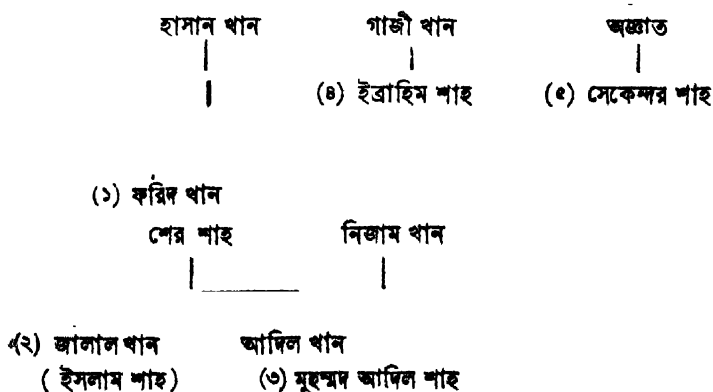 হাসান খান গাজী খান অজ্ঞাত
(৪) ইব্রাহিম শাহ (৫) সেকেন্দর শাহ
(১) ফরিদ খান
শের শাহ নিজাম খান
(২) জালাল খান আদিল খান
( ইসলাম শাহ ) (৩) মুহম্মদ আদিল শাহ